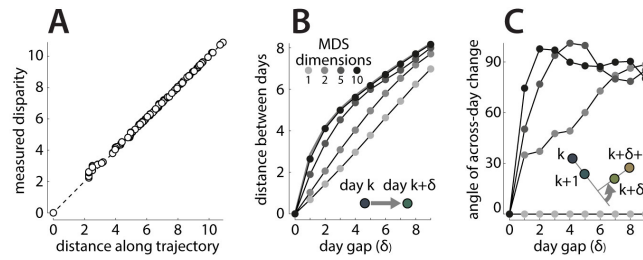 A
measured disparity
10
8
6
4
2
0
0 2 4 6 8 10
distance along trajectory
B
distance between days
8
6
4
2
0
MDS
dimensions
1 2 5 10
day k day k+δ
0 2 4 6 8
day gap (δ)
C
angle of across-day change
90
60
30
0
k
k+1
k+δ+
k+δ
0 2 4 6 8
day gap (δ)